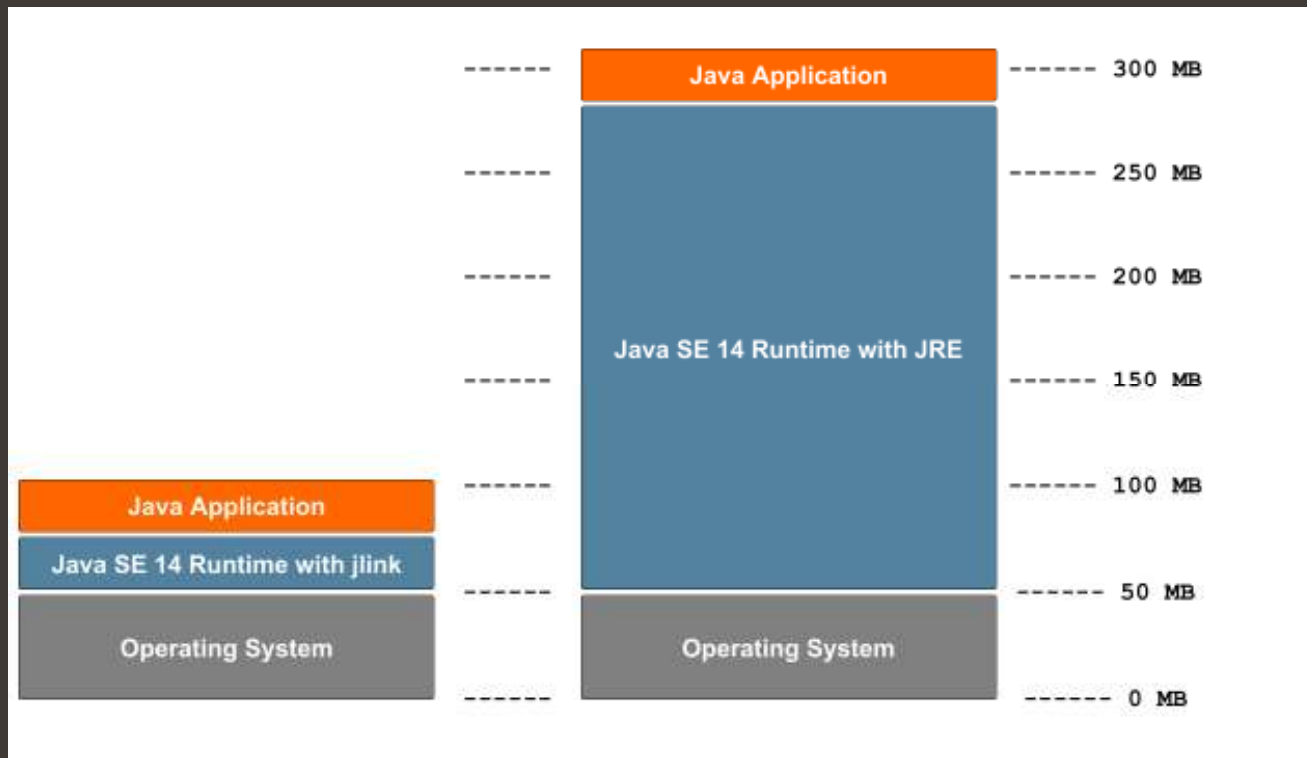 ------ Java Application ------ 300 MB
------ ------ 250 MB
------ ------ 200 MB
Java SE 14 Runtime with JRE
------ ------ 150 MB
Java Application ------ ------ 100 MB
Java SE 14 Runtime with jlink
------ ------ 50 MB
Operating System Operating System
------ ------ 0 MB